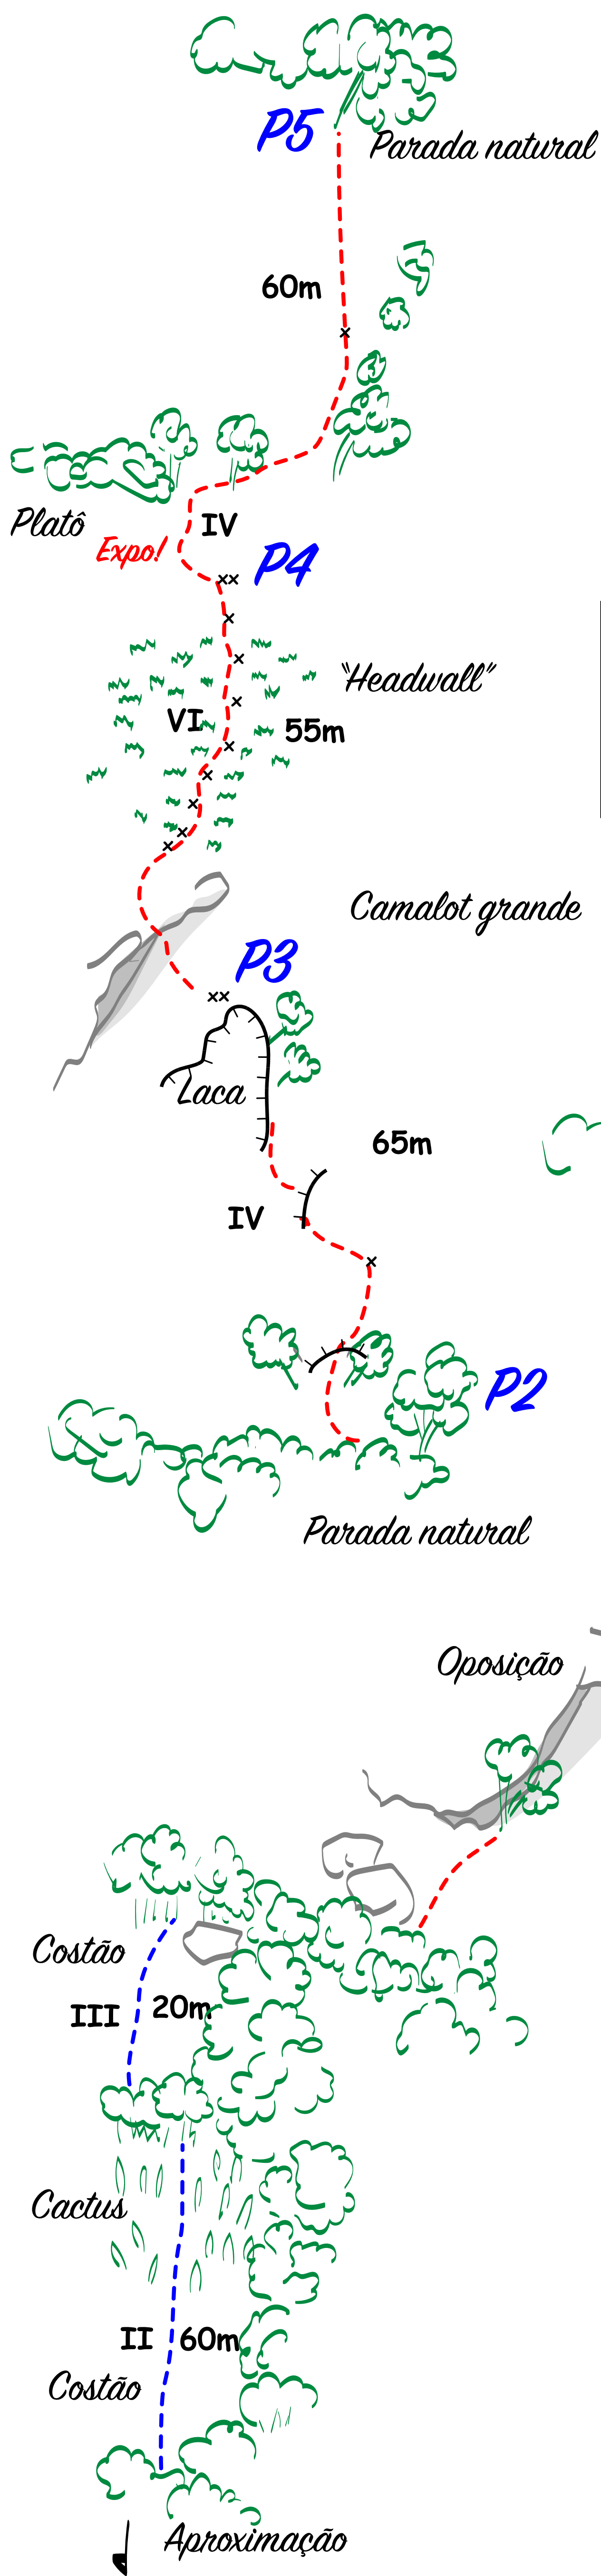 P5
Parada natural
60m
Platô
IV
Expo!
P4
"Headwall"
VI
55m
Camalot grande
P3
Laca
65m
IV
P2
Parada natural
Oposição
Costão
III
20m
Cactus
II
60m
Costão
Aproximação